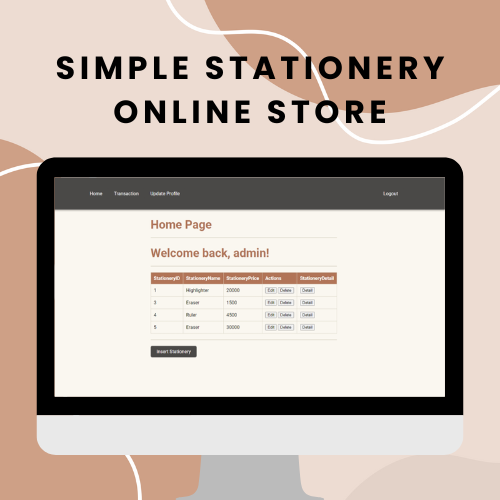 SIMPLE STATIONERY
ONLINE STORE
Home Transaction Update Profile Logout
Home Page
Welcome back, admin!
StationeryID StationeryName StationeryPrice Actions StationeryDetail
1 Highlighter 20000 Edit Delete Detail
3 Eraser 1500 Edit Delete Detail
4 Ruler 4500 Edit Delete Detail
5 Eraser 30000 Edit Delete Detail
Insert Stationery